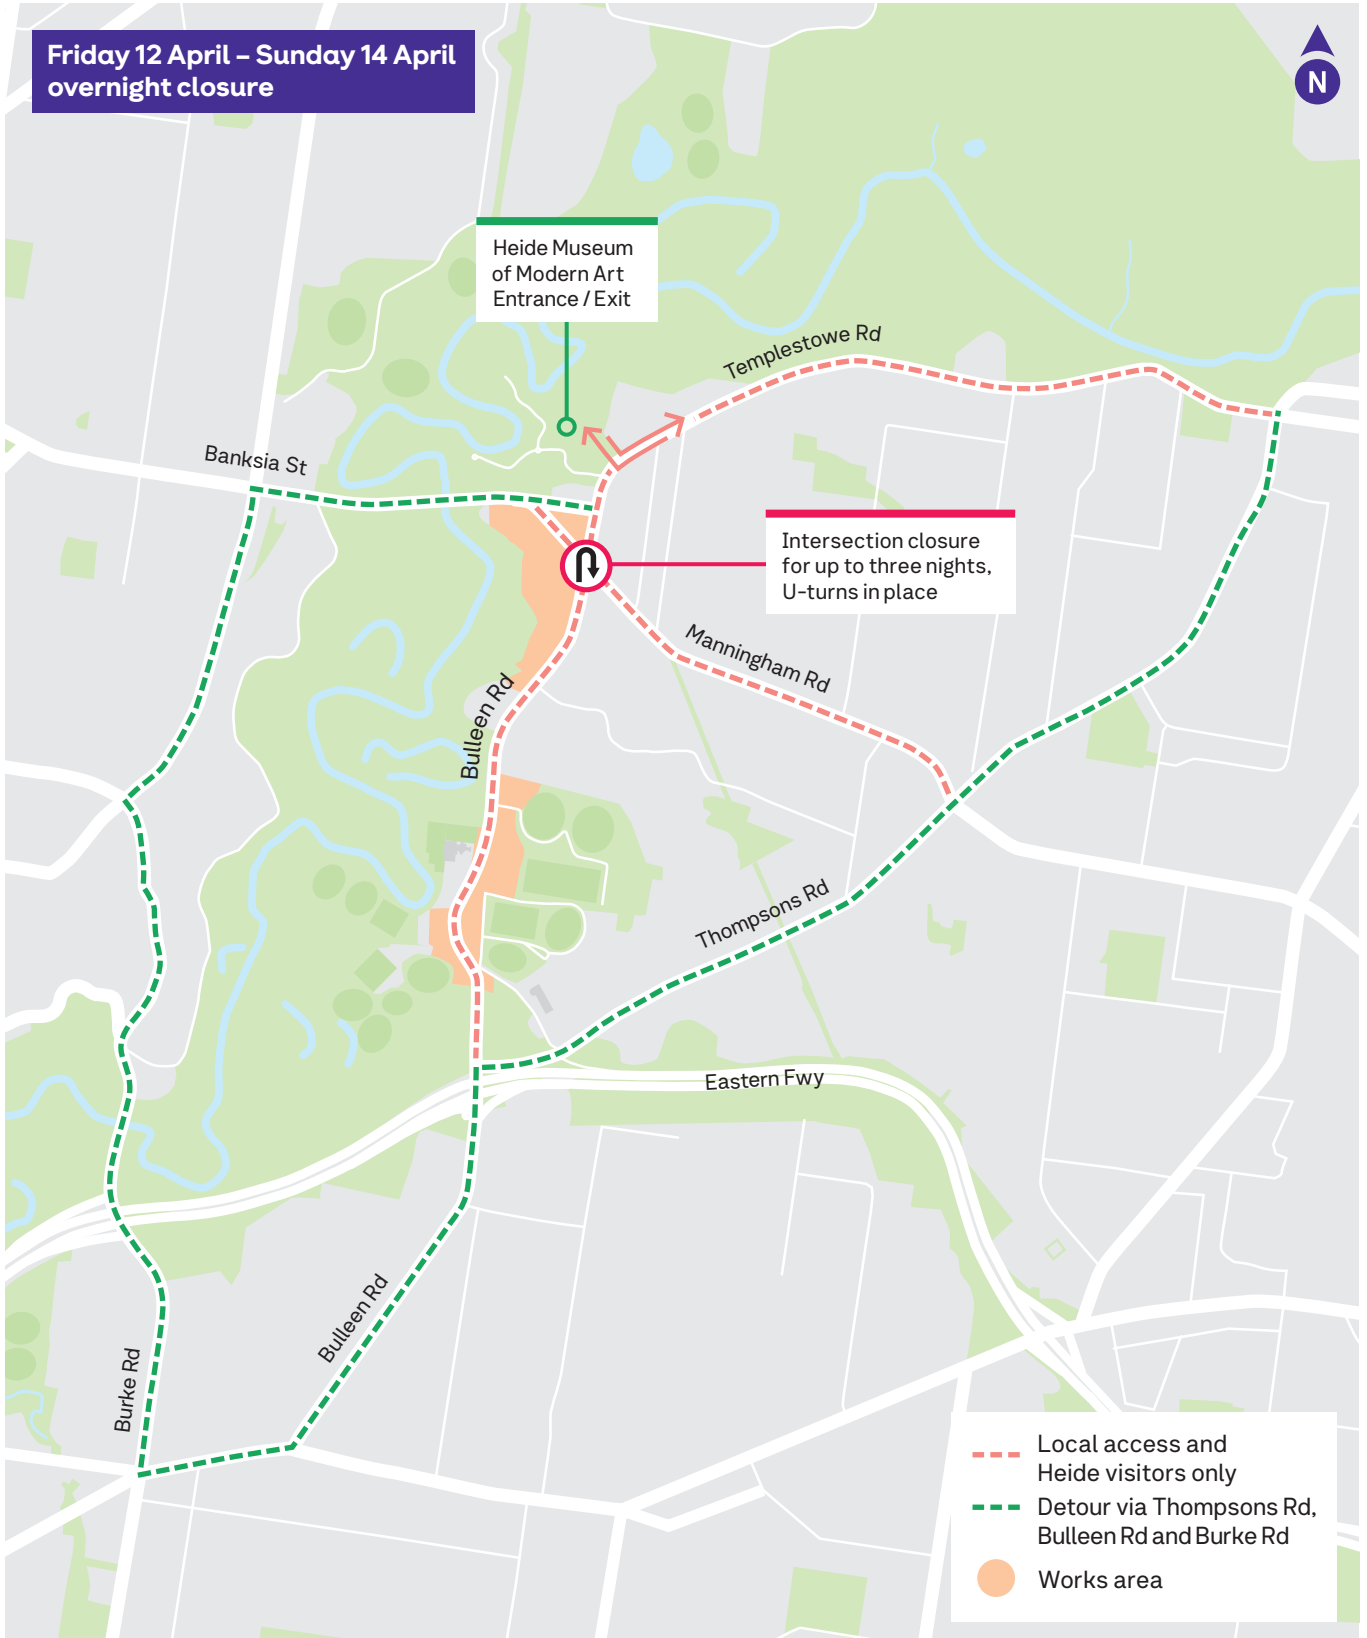 Friday 12 April – Sunday 14 April
overnight closure
N
Heide Museum
of Modern Art
Entrance / Exit
Templestowe Rd
Banksia St
Intersection closure
for up to three nights,
U-turns in place
Manningham Rd
Bulleen Rd
Thompsons Rd
Eastern Fwy
Bulleen Rd
Burke Rd
Local access and
Heide visitors only
Detour via Thompsons Rd,
Bulleen Rd and Burke Rd
Works area